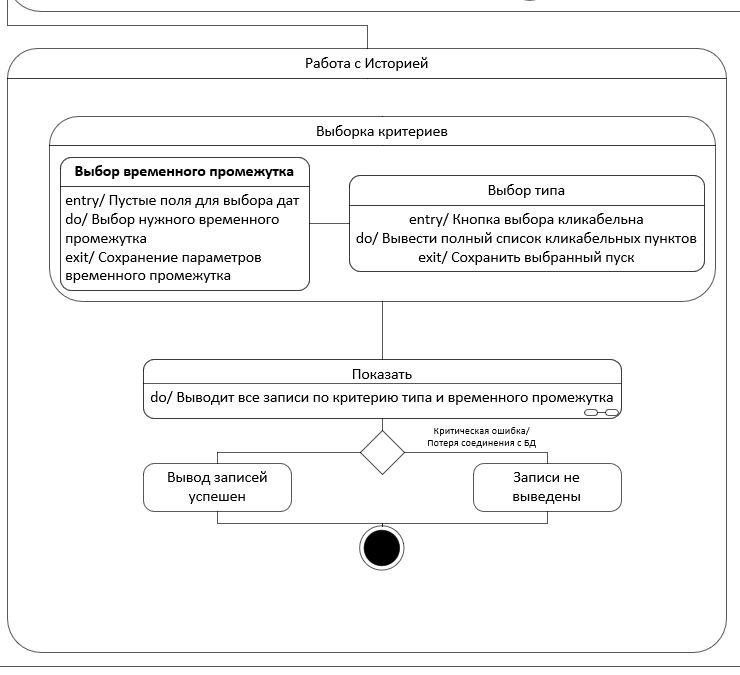 Работа с Историей
Выборка критериев
Выбор временного промежутка
entry/ Пустые поля для выбора дат
do/ Выбор нужного временного
промежутка
exit/ Сохранение параметров
временного промежутка
Выбор типа
entry/ Кнопка выбора кликабельна
do/ Вывести полный список кликабельных пунктов
exit/ Сохранить выбранный пуск
Показать
do/ Выводит все записи по критерию типа и временного промежутка
Критическая ошибка/
Потеря соединения с БД
Вывод записей
успешен
Записи не
выведены